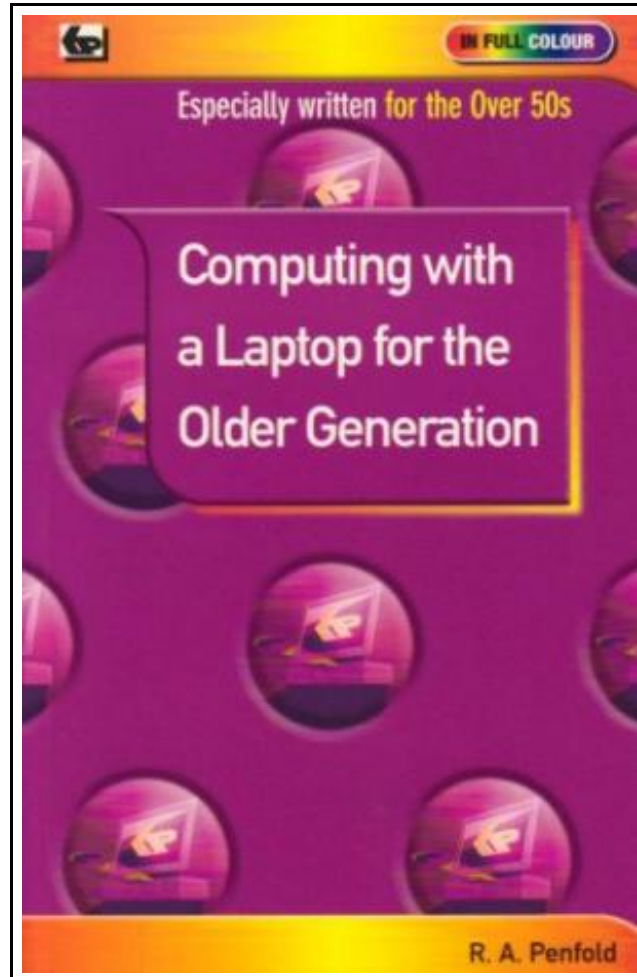 IN FULL COLOUR
Especially written for the Over 50s
Computing with
a Laptop for the
Older Generation
R. A. Penfold